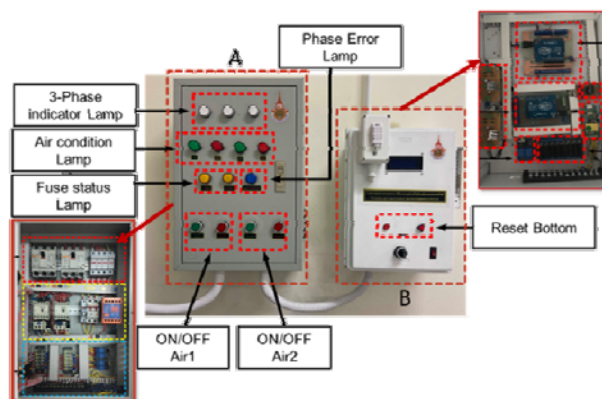 A
Phase Error
Lamp
3-Phase
indicator Lamp
Air condition
Lamp
Fuse status
Lamp
Reset Bottom
B
ON/OFF
Air1
ON/OFF
Air2